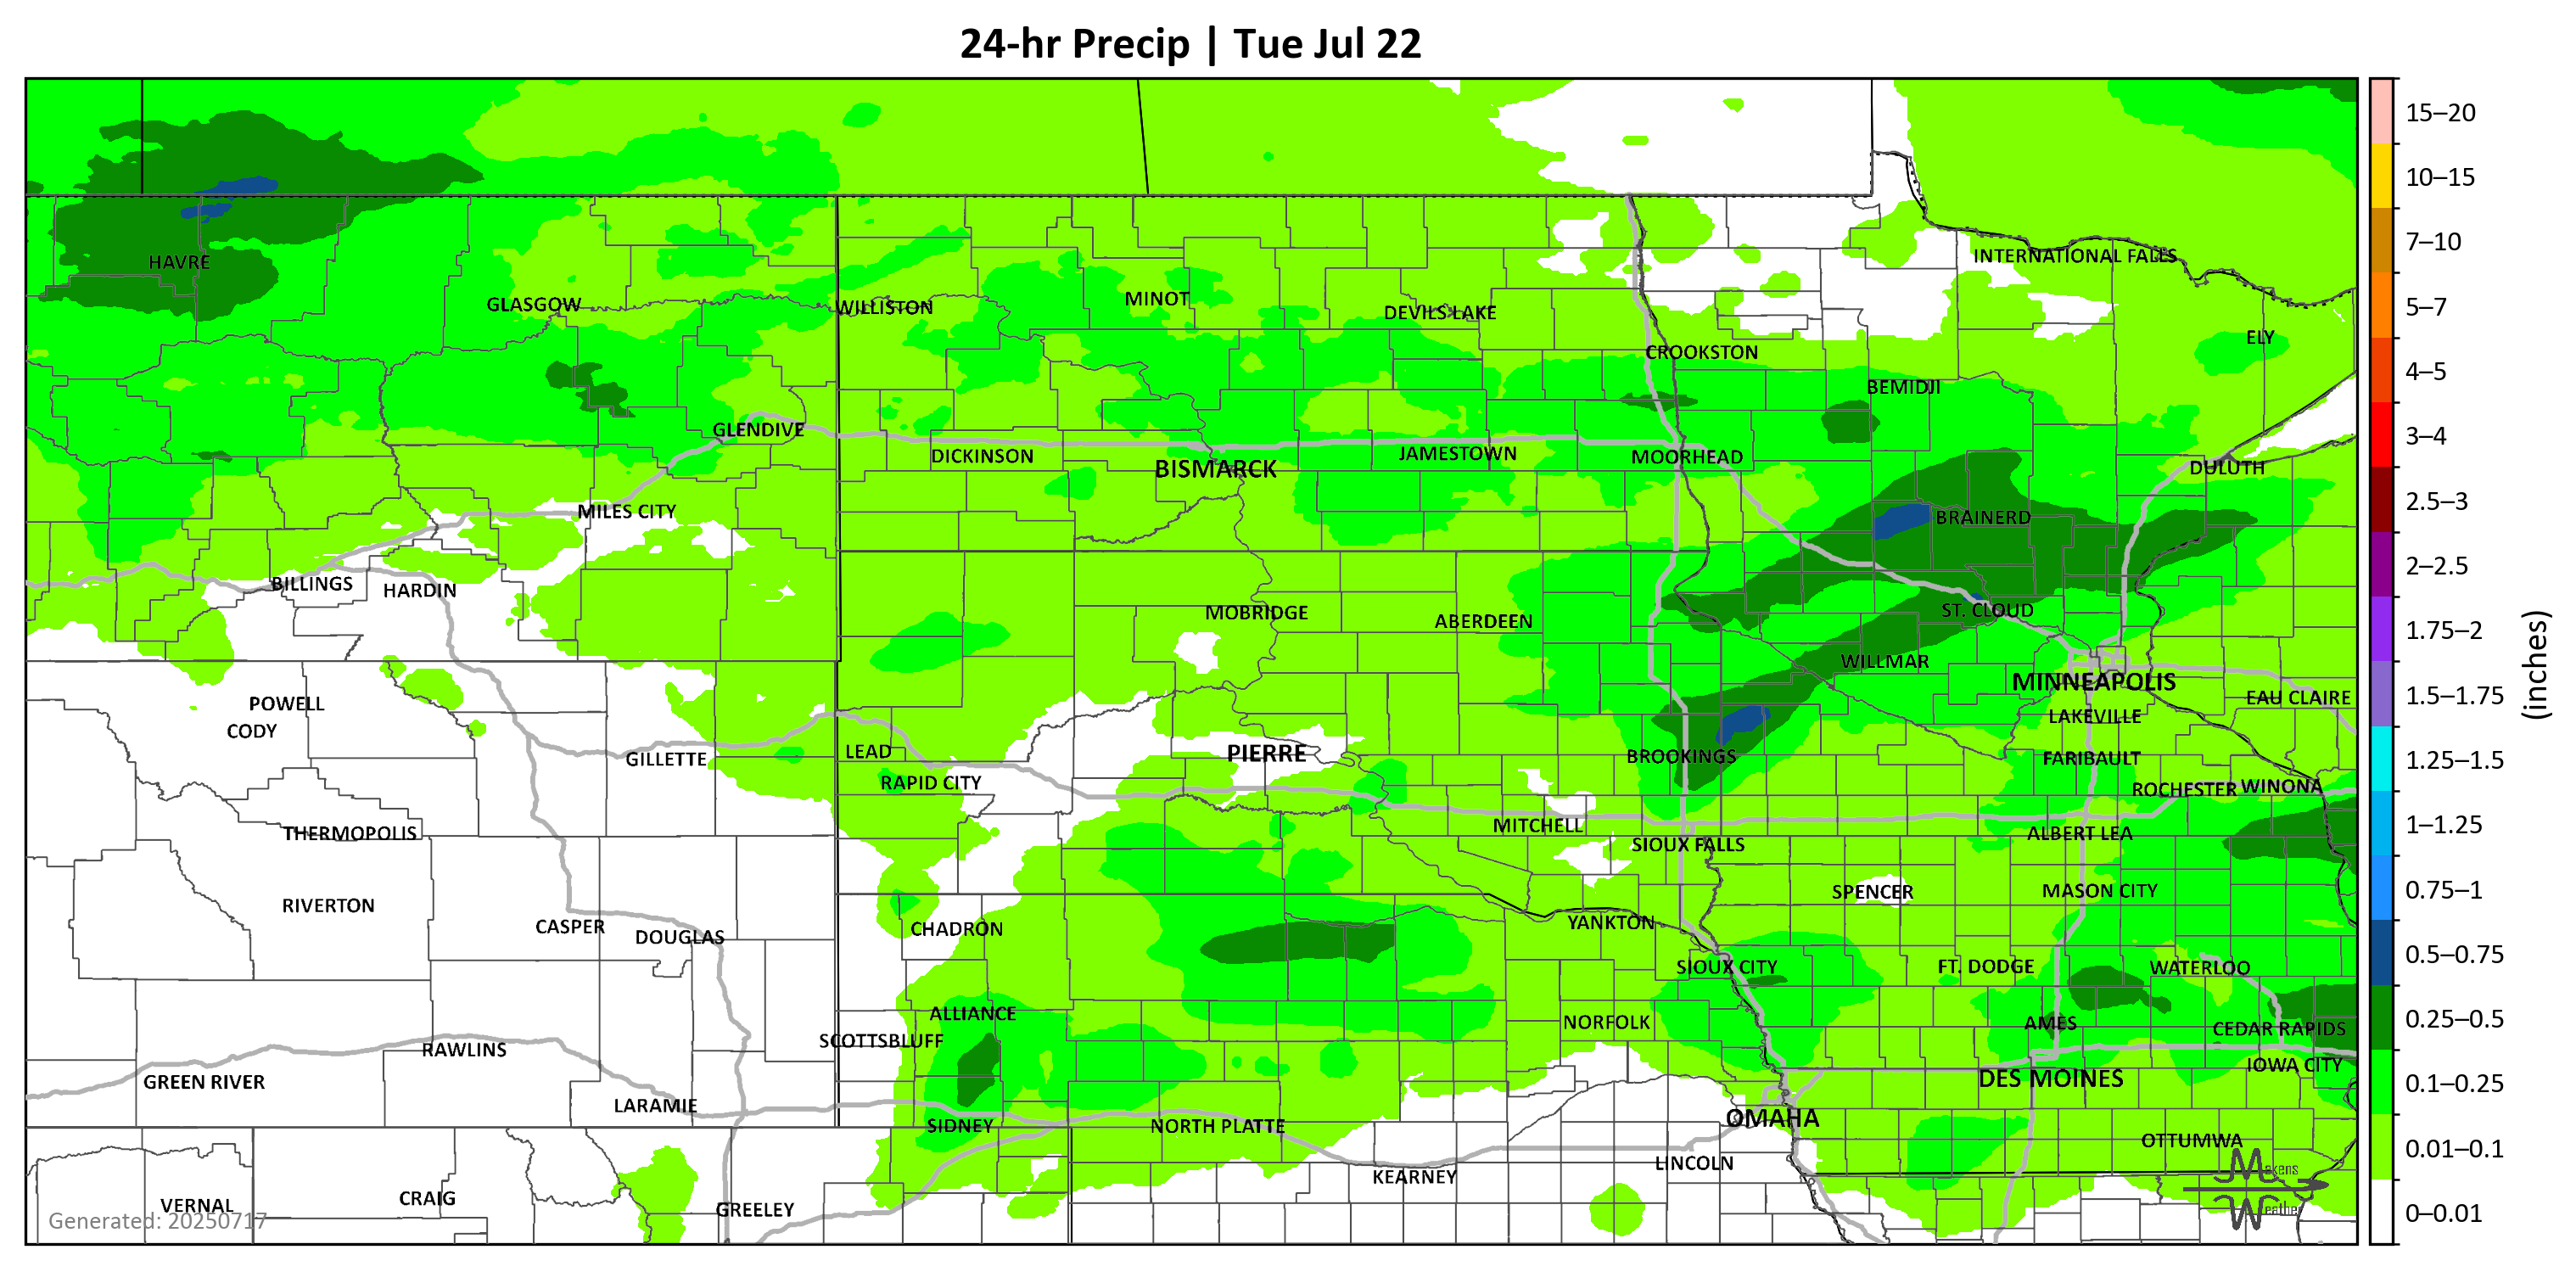 24-hr Precip | Tue Jul 22
15–20
10–15
7–10
5–7
4–5
3–4
2.5–3
2–2.5
1.75–2
1.5–1.75
1.25–1.5
1–1.25
0.75–1
0.5–0.75
0.25–0.5
0.1–0.25
0.01–0.1
0–0.01
(inches)
HAVRE
INTERNATIONAL FALLS
GLASGOW
WILLISTON
MINOT
DEVILS LAKE
ELY
CROOKSTON
BEMIDJI
GLENDIVE
DICKINSON
BISMARCK
JAMESTOWN
MOORHEAD
DULUTH
MILES CITY
BRAINERD
BILLINGS
HARDIN
MOBRIDGE
ABERDEEN
ST. CLOUD
WILLMAR
MINNEAPOLIS
POWELL
CODY
EAU CLAIRE
LAKEVILLE
GILLETTE
LEAD
PIERRE
BROOKINGS
FARIBAULT
RAPID CITY
ROCHESTER
WINONA
THERMOPOLIS
MITCHELL
SIOUX FALLS
ALBERT LEA
RIVERTON
SPENCER
MASON CITY
CASPER
DOUGLAS
CHADRON
YANKTON
SIOUX CITY
FT. DODGE
WATERLOO
ALLIANCE
SCOTTSBLUFF
NORFOLK
AMES
CEDAR RAPIDS
RAWLINS
GREEN RIVER
IOWA CITY
DES MOINES
LARAMIE
SIDNEY
NORTH PLATTE
OMAHA
OTTUMWA
LINCOLN
KEARNEY
VERNAL
CRAIG
GREELEY
Generated: 20250717
Makens
Weather